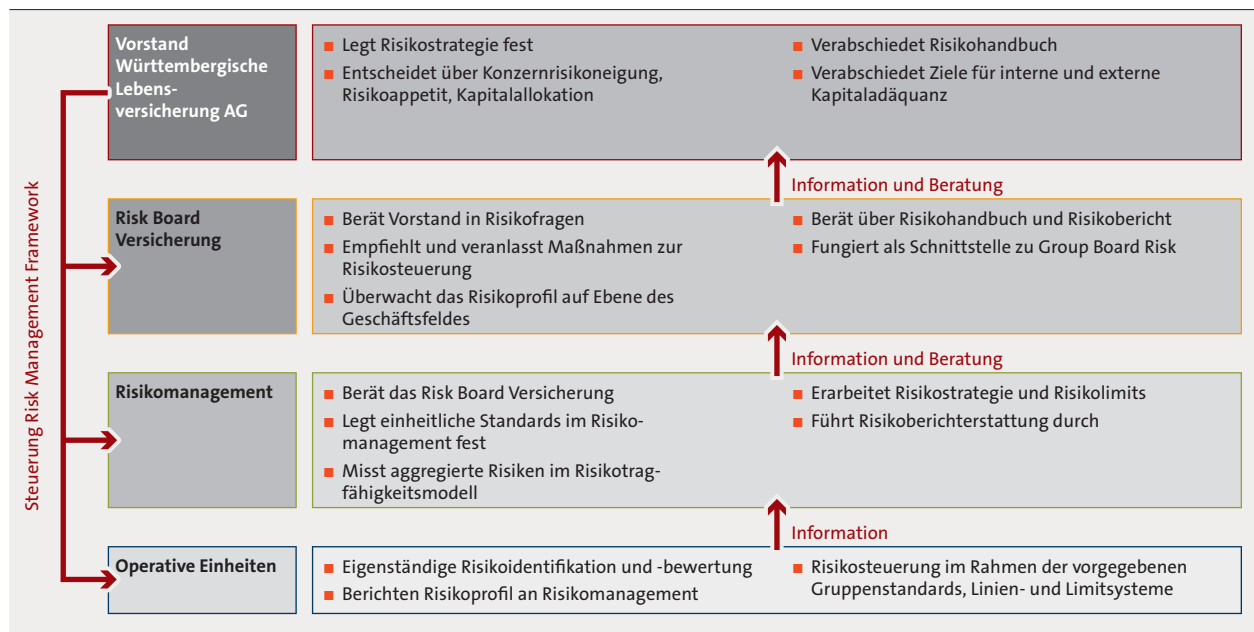 Steuerung Risk Management Framework
Vorstand
Württembergische
Lebens-
versicherung AG
■ Legt Risikostrategie fest
■ Entscheidet über Konzernrisikoneigung,
Risikoappetit, Kapitalallokation
■ Verabschiedet Risikohandbuch
■ Verabschiedet Ziele für interne und externe
Kapitaladäquanz
Information und Beratung
Risk Board
Versicherung
■ Berät Vorstand in Risikofragen
■ Empfiehlt und veranlasst Maßnahmen zur
Risikosteuerung
■ Überwacht das Risikoprofil auf Ebene des
Geschäftsfeldes
■ Berät über Risikohandbuch und Risikobericht
■ Fungiert als Schnittstelle zu Group Board Risk
Information und Beratung
Risikomanagement
■ Berät das Risk Board Versicherung
■ Legt einheitliche Standards im Risiko-
management fest
■ Misst aggregierte Risiken im Risikotrag-
fähigkeitsmodell
■ Erarbeitet Risikostrategie und Risikolimits
■ Führt Risikoberichterstattung durch
Information
Operative Einheiten
■ Eigenständige Risikoidentifikation und -bewertung
■ Berichten Risikoprofil an Risikomanagement
■ Risikosteuerung im Rahmen der vorgegebenen
Gruppenstandards, Linien- und Limitsysteme